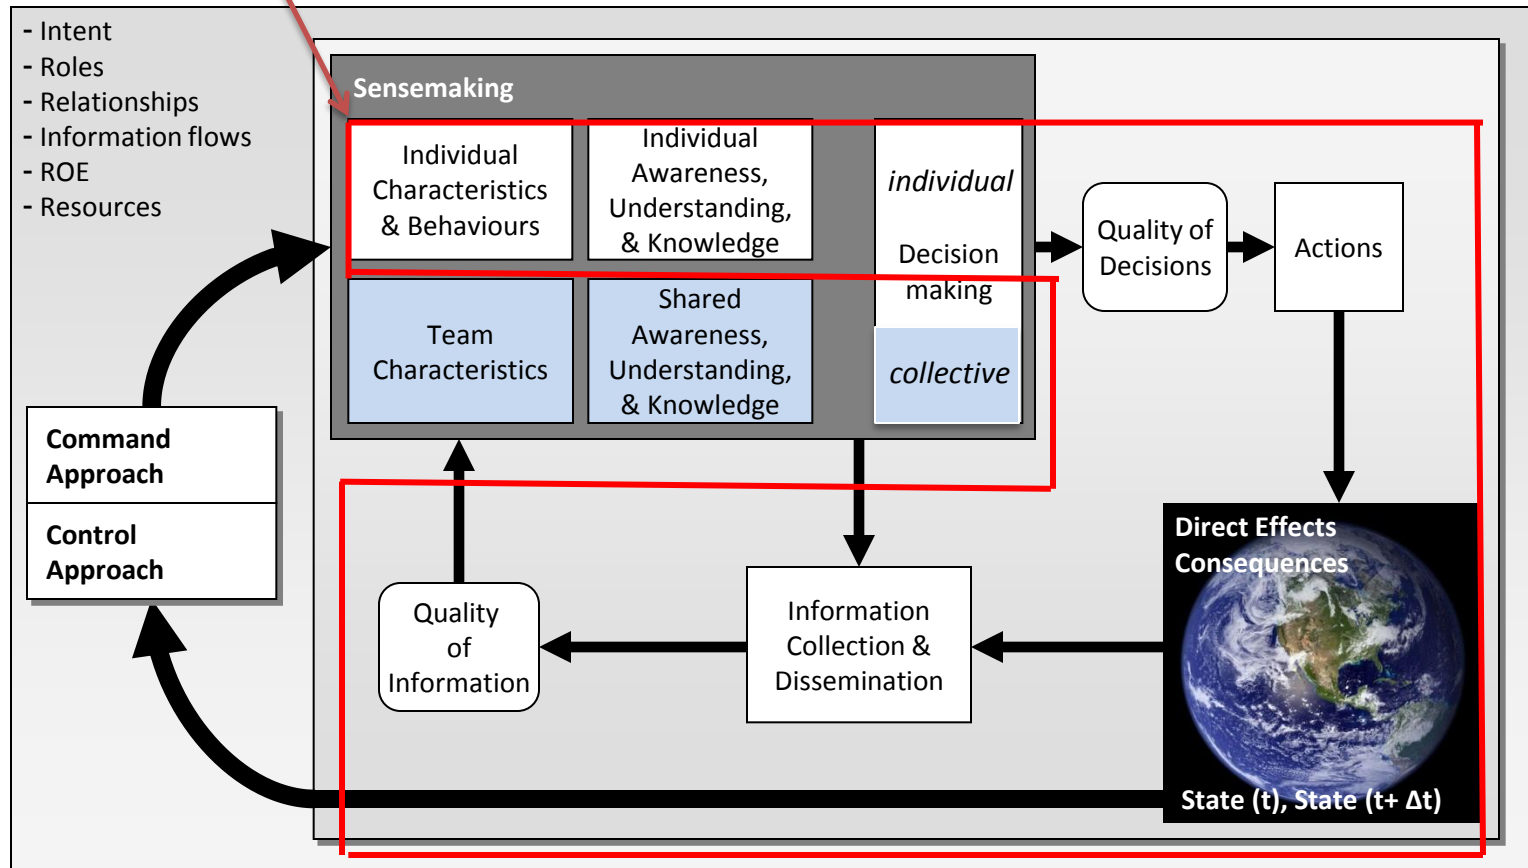 - Intent
- Roles
- Relationships
- Information flows
- ROE
- Resources
Sensemaking
Individual
Characteristics
& Behaviours
Individual
Awareness,
Understanding,
& Knowledge
individual
Decision
making
collective
Team
Characteristics
Shared
Awareness,
Understanding,
& Knowledge
Quality of
Decisions
Actions
Command
Approach
Control
Approach
Quality
of
Information
Information
Collection &
Dissemination
Direct Effects
Consequences
State (t), State (t+ Δt)